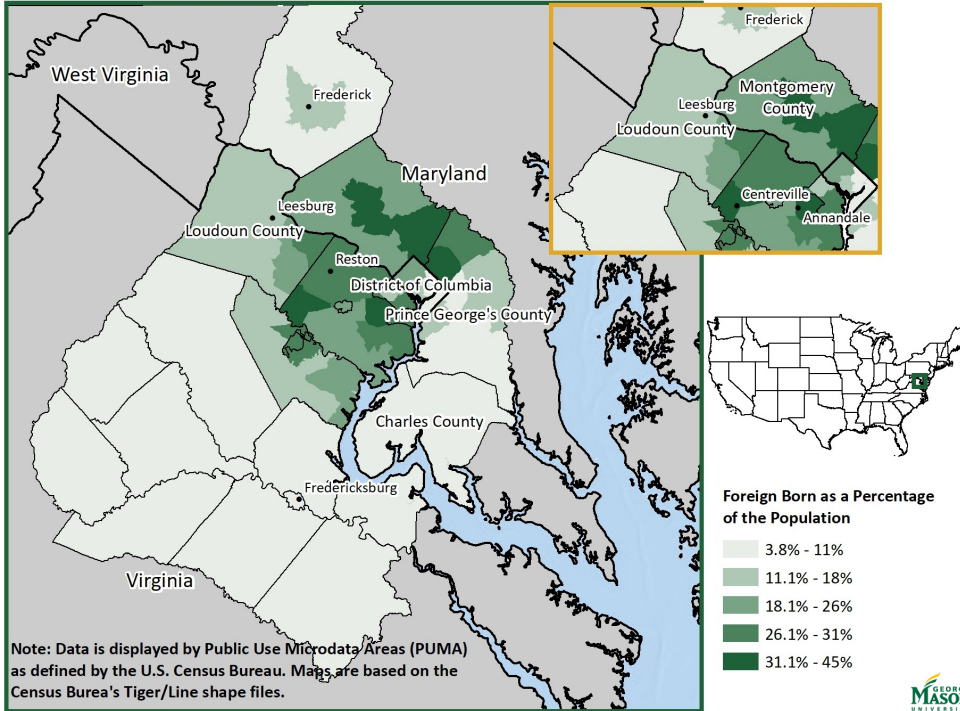 West Virginia
Frederick
Maryland
Leesburg
Loudoun County
Reston
District of Columbia
Prince George's County
Charles County
Fredericksburg
Virginia
Note: Data is displayed by Public Use Microdata Areas (PUMA)
as defined by the U.S. Census Bureau. Maps are based on the
Census Burea's Tiger/Line shape files.
Frederick
Montgomery
County
Leesburg
Loudoun County
Centreville
Annandale
Foreign Born as a Percentage
of the Population
3.8% - 11%
11.1% - 18%
18.1% - 26%
26.1% - 31%
31.1% - 45%